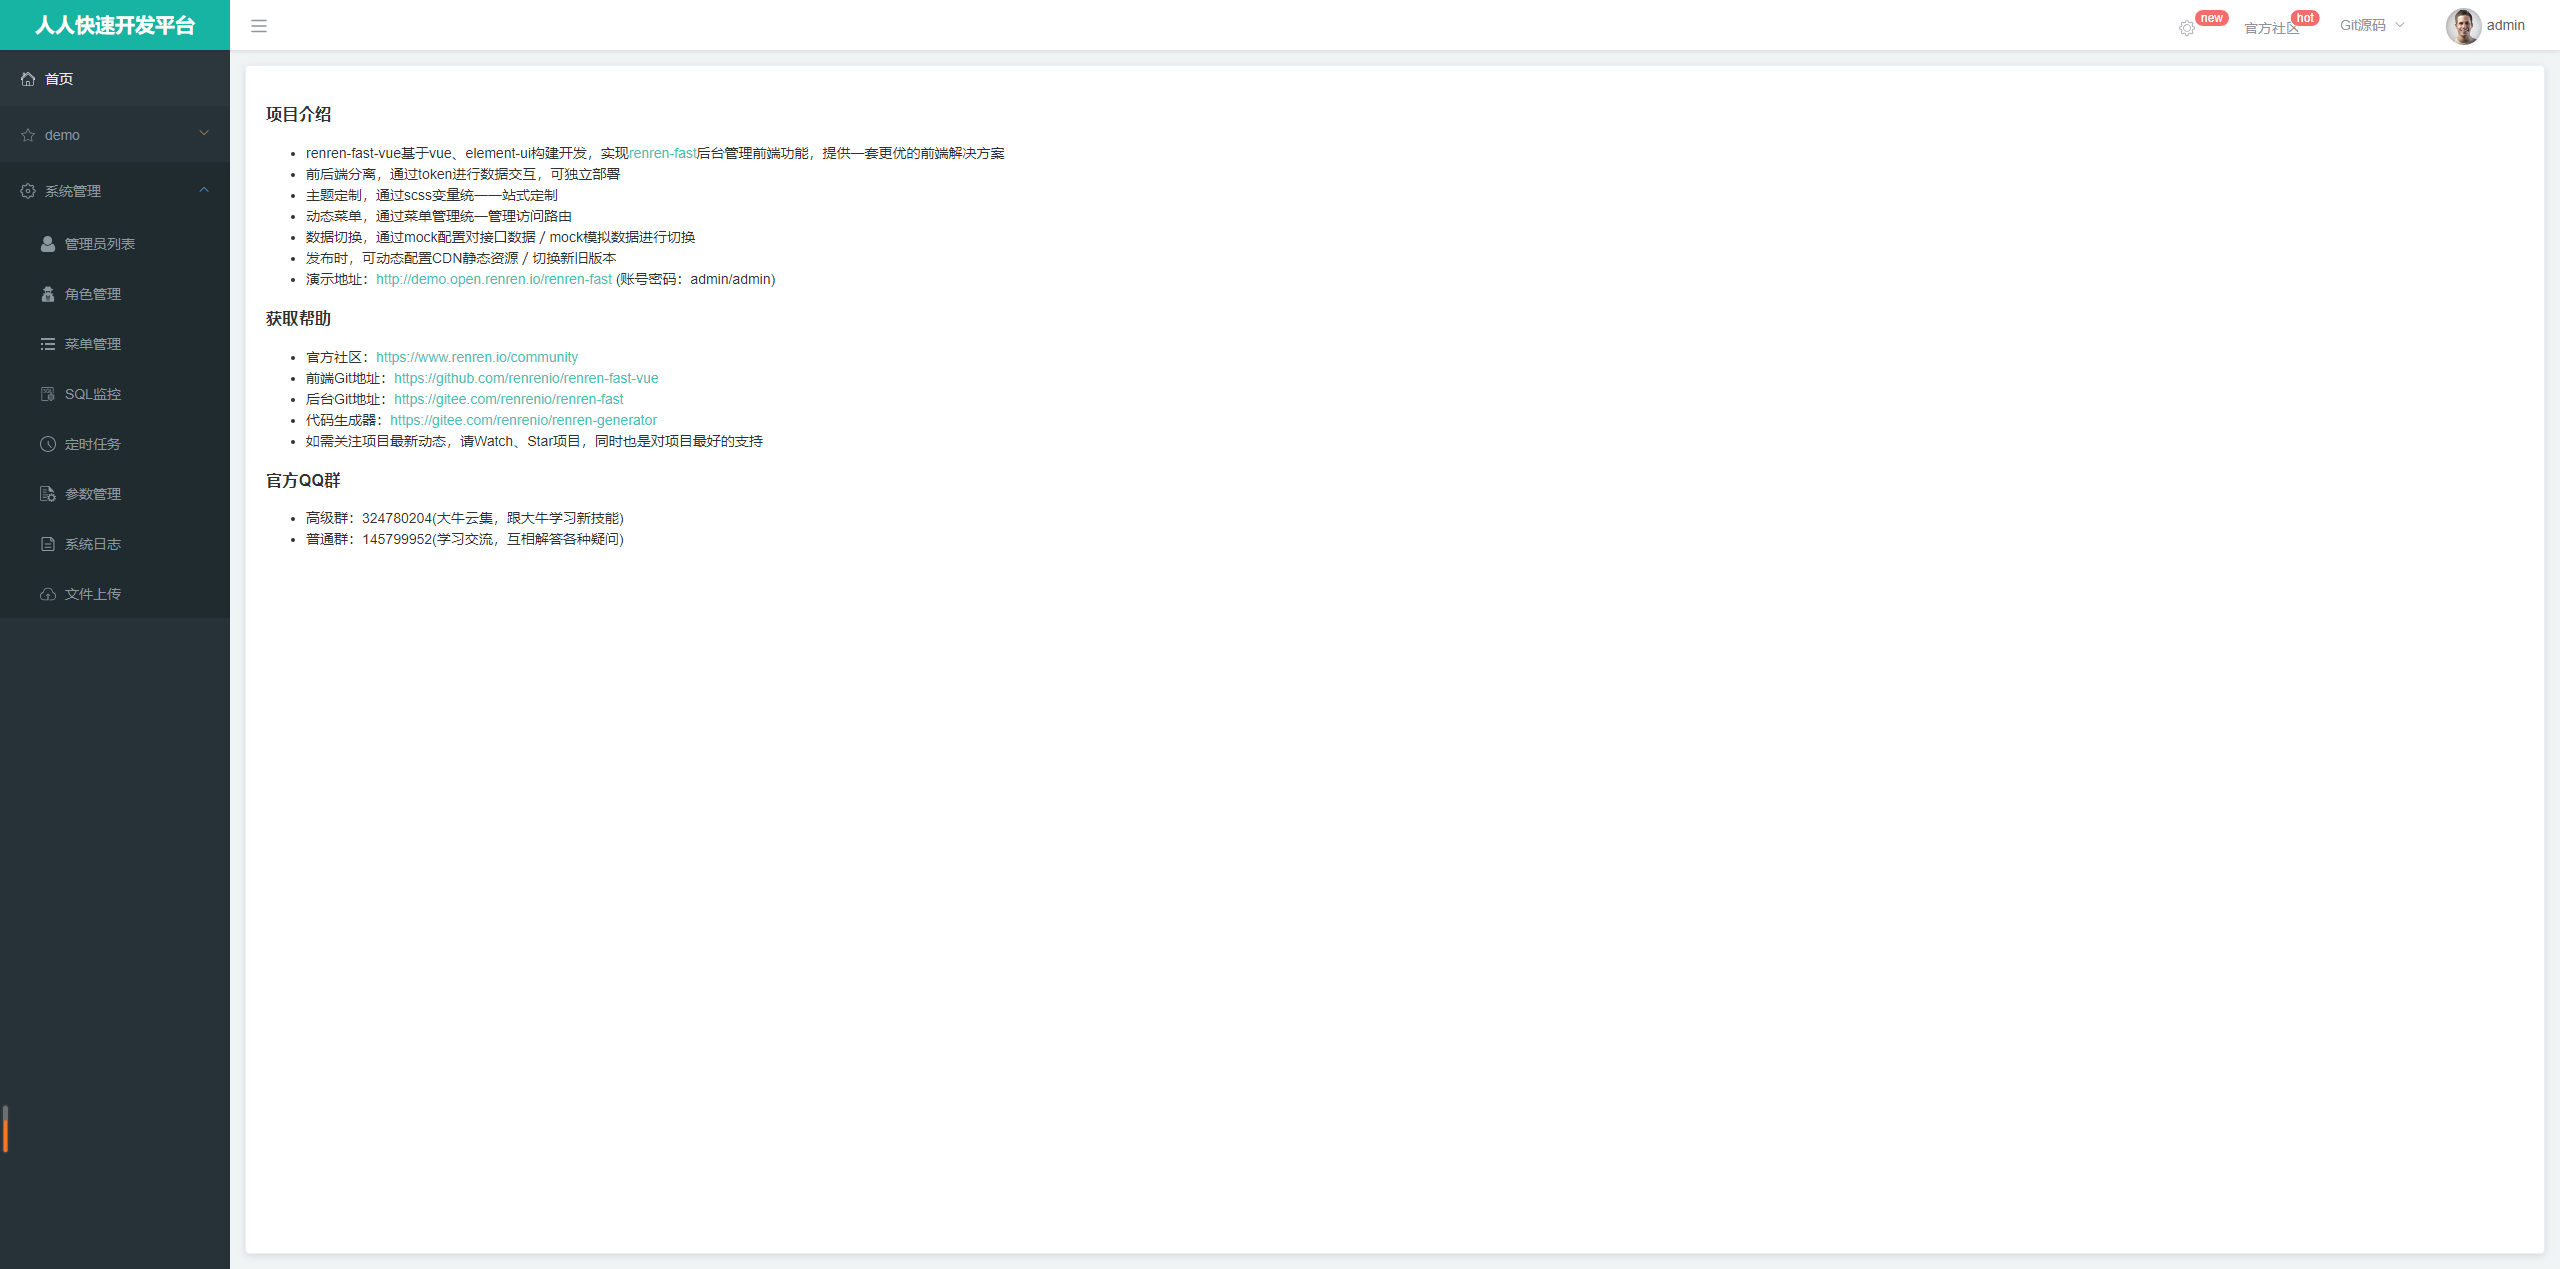 人人快速开发平台
new
官方社区
hot
Git源码
admin
首页
demo
系统管理
管理员列表
角色管理
菜单管理
SQL监控
定时任务
参数管理
系统日志
文件上传
项目介绍
renren-fast-vue基于vue、element-ui构建开发，实现renren-fast后台管理前端功能，提供一套更优的前端解决方案
前后端分离，通过token进行数据交互，可独立部署
主题定制，通过scss变量统一一站式定制
动态菜单，通过菜单管理统一管理访问路由
数据切换，通过mock配置对接口数据／mock模拟数据进行切换
发布时，可动态配置CDN静态资源／切换新旧版本
演示地址：http://demo.open.renren.io/renren-fast (账号密码：admin/admin)
获取帮助
官方社区：https://www.renren.io/community
前端Git地址：https://github.com/renrenio/renren-fast-vue
后台Git地址：https://gitee.com/renrenio/renren-fast
代码生成器：https://gitee.com/renrenio/renren-generator
如需关注项目最新动态，请Watch、Star项目，同时也是对项目最好的支持
官方QQ群
高级群：324780204(大牛云集，跟大牛学习新技能)
普通群：145799952(学习交流，互相解答各种疑问)